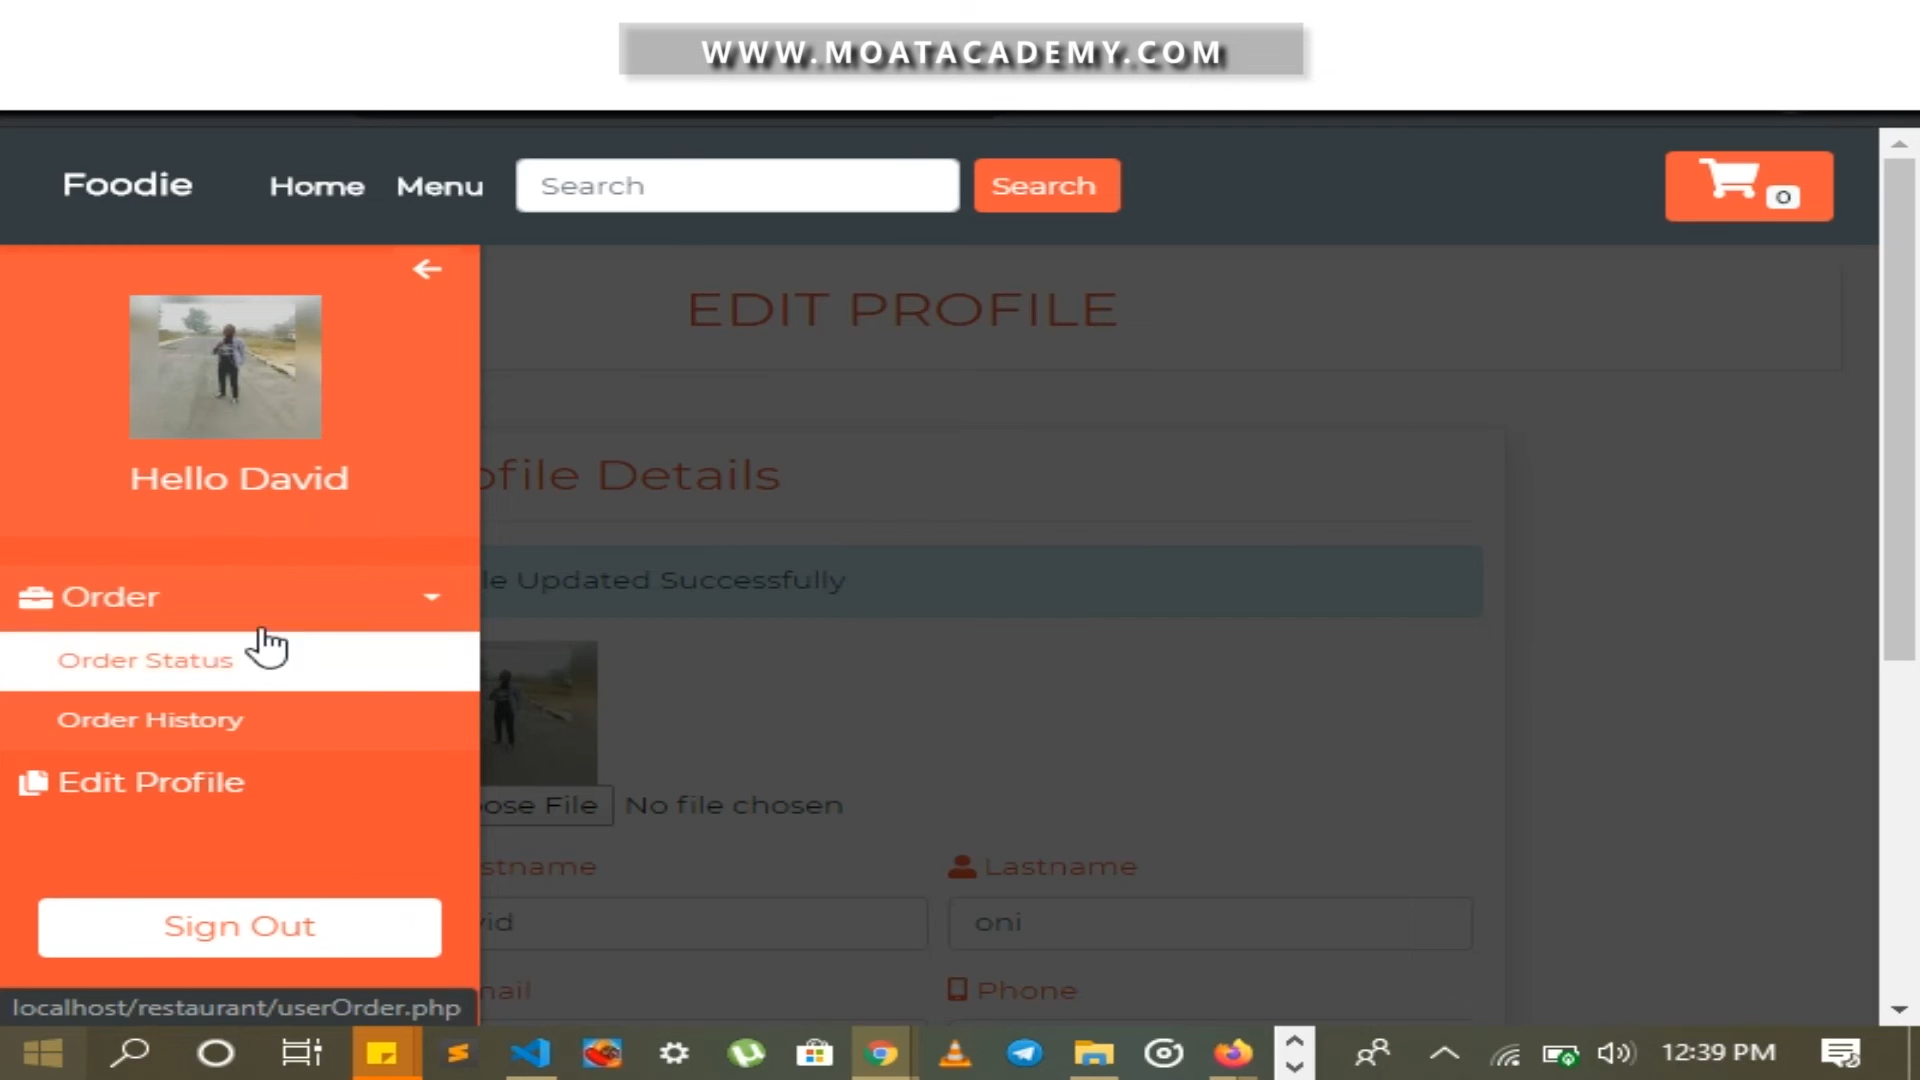 WWW.MOATACADEMY.COM
Foodie Home Menu Search Search 0
EDIT PROFILE
Hello David
ofile Details
le Updated Successfully
Order
Order Status
Order History
Edit Profile
ose File No file chosen
stname Lastname
vid oni
Sign Out
nail Phone
localhost/restaurant/userOrder.php
12:39 PM